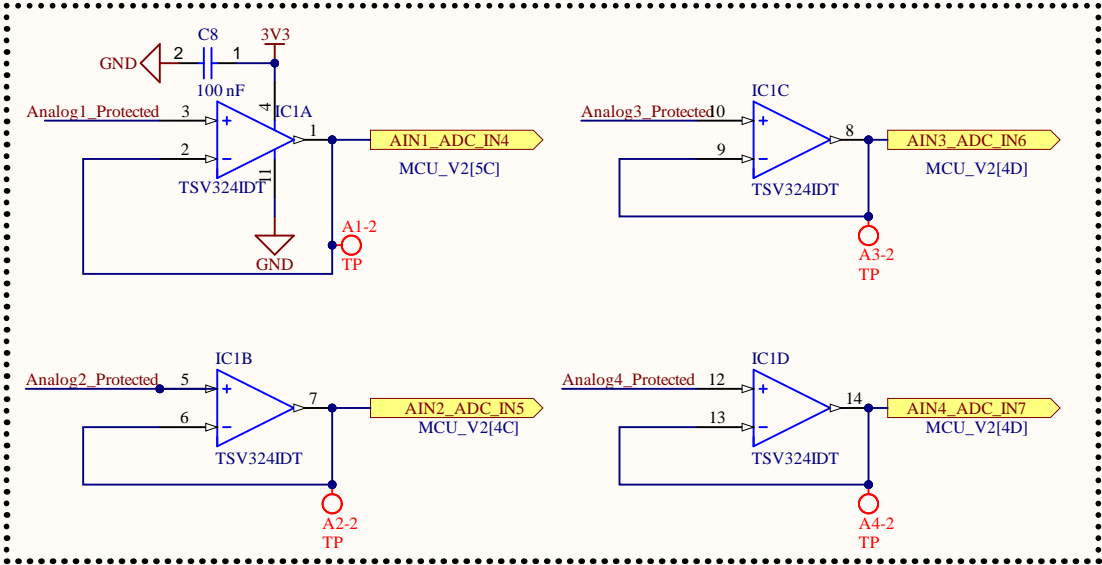 C8
3V3
GND
2
1
100 nF
4
IC1A
Analog1_Protected
3
+
1
AIN1_ADC_IN4
2
−
MCU_V2[5C]
TSV324IDT
11
A1-2
GND
TP
IC1C
Analog3_Protected
10
+
8
AIN3_ADC_IN6
9
−
MCU_V2[4D]
TSV324IDT
A3-2
TP
IC1B
Analog2_Protected
5
+
7
AIN2_ADC_IN5
6
−
MCU_V2[4C]
TSV324IDT
A2-2
TP
IC1D
Analog4_Protected
12
+
14
AIN4_ADC_IN7
13
−
MCU_V2[4D]
TSV324IDT
A4-2
TP